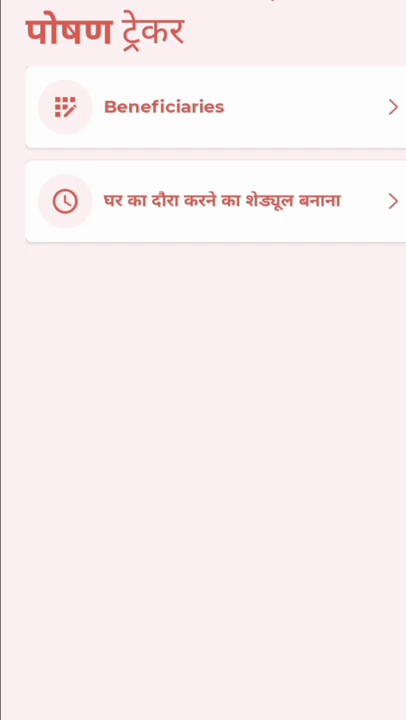 पोषण ट्रेकर
Beneficiaries
घर का दौरा करने का शेड्यूल बनाना